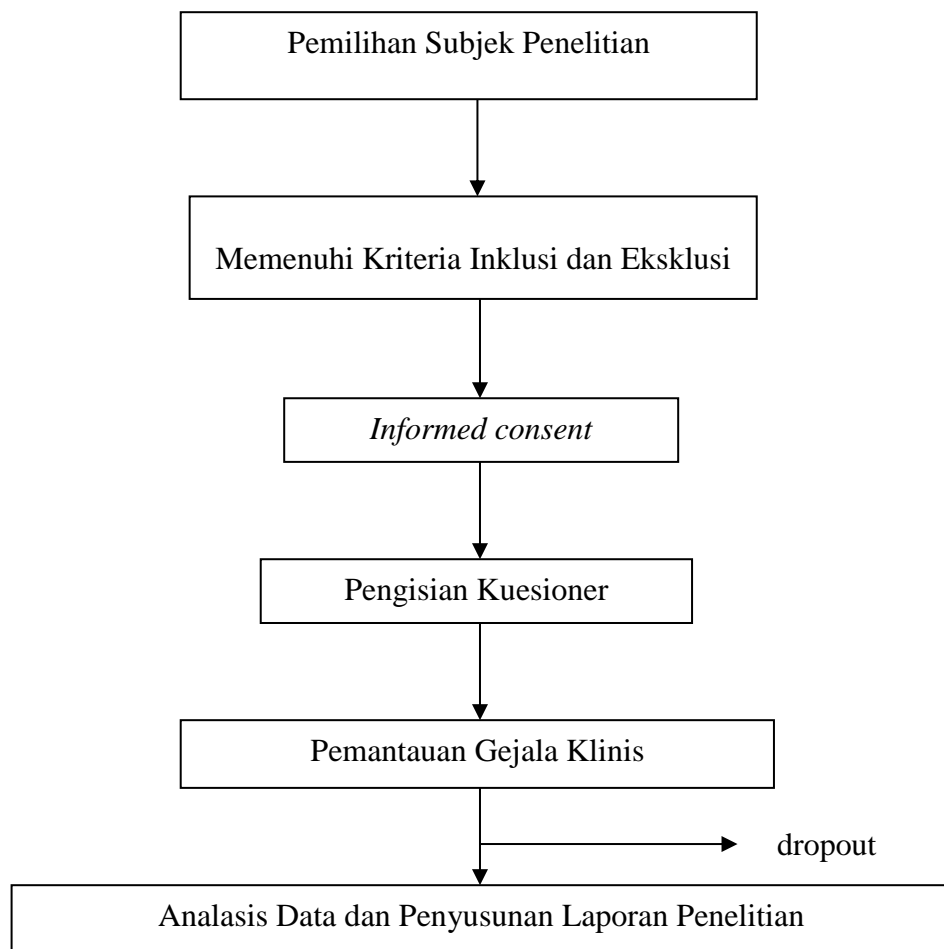 Pemilihan Subjek Penelitian
Memenuhi Kriteria Inklusi dan Eksklusi
Informed consent
Pengisian Kuesioner
Pemantauan Gejala Klinis
dropout
Analasis Data dan Penyusunan Laporan Penelitian